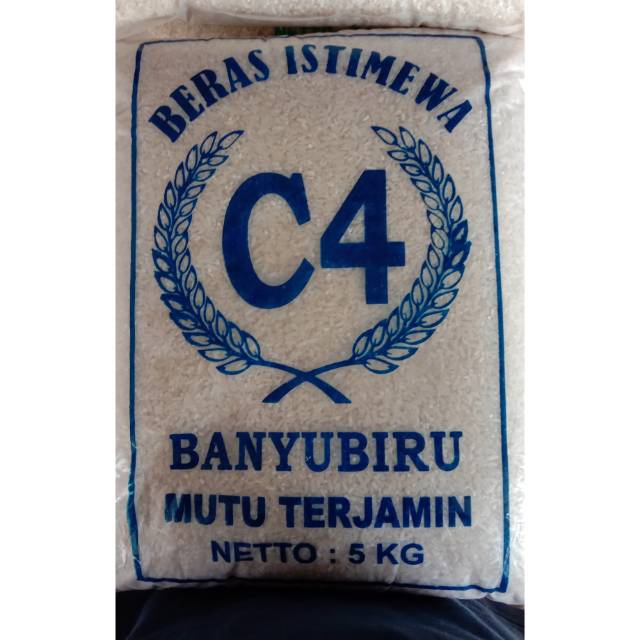 BERAS ISTIMEWA
C4
BANYUBIRU
MUTU TERJAMIN
NETTO : 5 KG